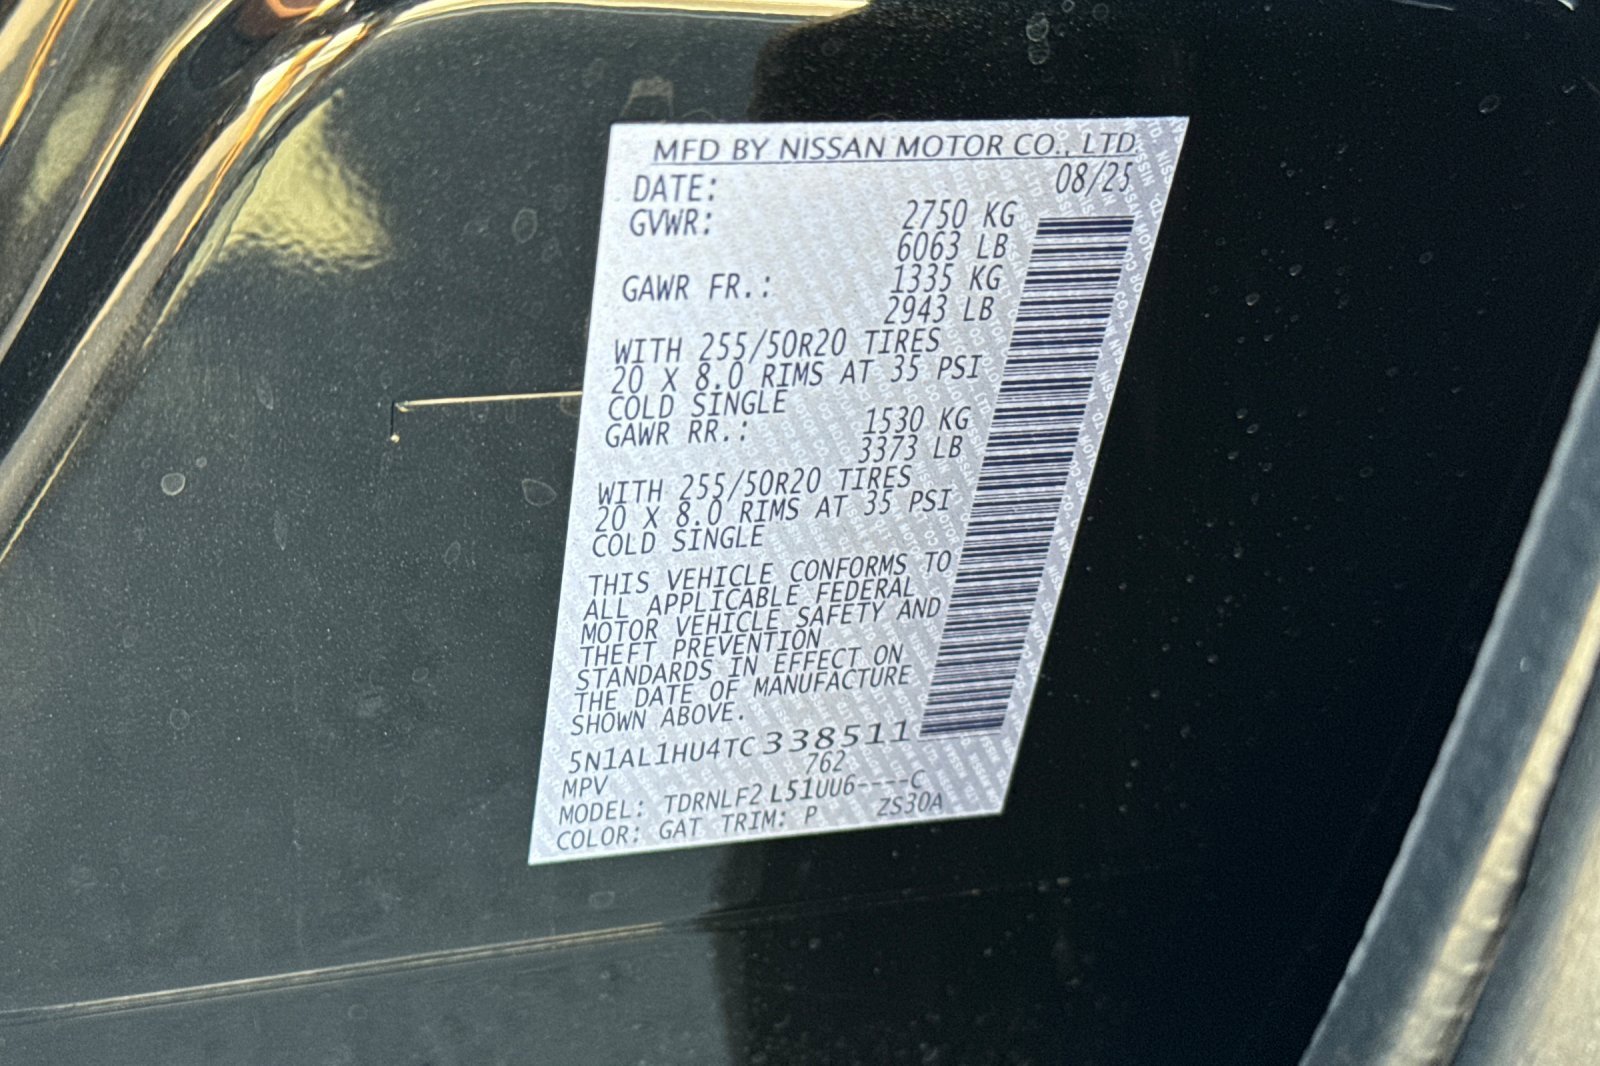 MFD BY NISSAN MOTOR CO., LTD.
DATE: 08/25
GVWR: 2750 KG
6063 LB
GAWR FR.: 1335 KG
2943 LB
WITH 255/50R20 TIRES
20 X 8.0 RIMS AT 35 PSI
COLD SINGLE
GAWR RR.: 1530 KG
3373 LB
WITH 255/50R20 TIRES
20 X 8.0 RIMS AT 35 PSI
COLD SINGLE
THIS VEHICLE CONFORMS TO
ALL APPLICABLE FEDERAL
MOTOR VEHICLE SAFETY AND
THEFT PREVENTION
STANDARDS IN EFFECT ON
THE DATE OF MANUFACTURE
SHOWN ABOVE.
5N1AL1HU4TC338511
MPV 762
MODEL: TDRNLF2 L51UU6----C
COLOR: GAT TRIM: P ZS30A